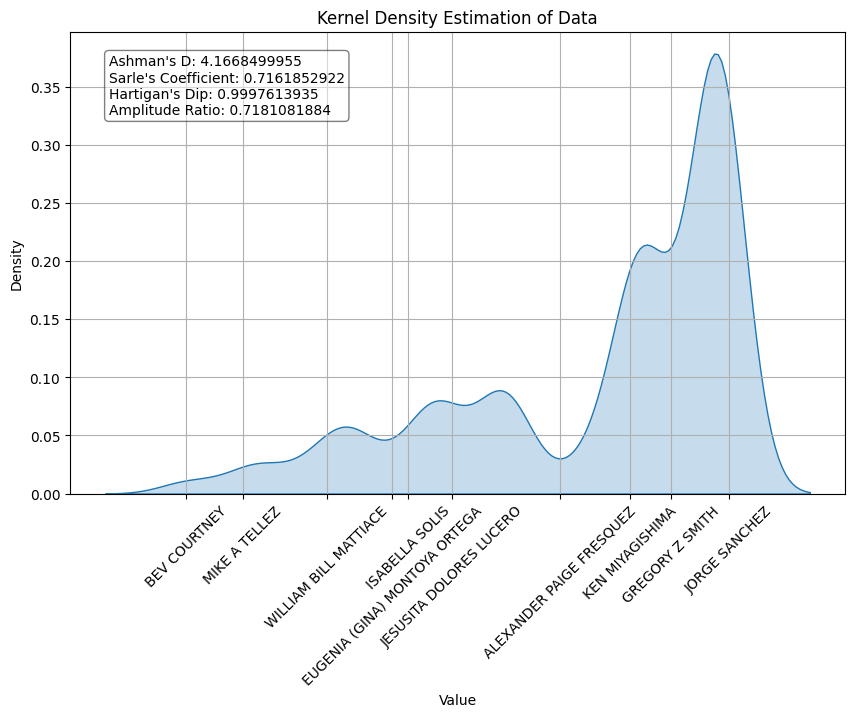 Kernel Density Estimation of Data
Ashman's D: 4.1668499955
Sarle's Coefficient: 0.7161852922
Hartigan's Dip: 0.9997613935
Amplitude Ratio: 0.7181081884
Density
0.35
0.30
0.25
0.20
0.15
0.10
0.05
0.00
BEV COURTNEY
MIKE A TELLEZ
WILLIAM BILL MATTIACE
ISABELLA SOLIS
EUGENIA (GINA) MONTOYA ORTEGA
JESUSITA DOLORES LUCERO
ALEXANDER PAIGE FRESQUEZ
KEN MIYAGISHIMA
GREGORY Z SMITH
JORGE SANCHEZ
Value